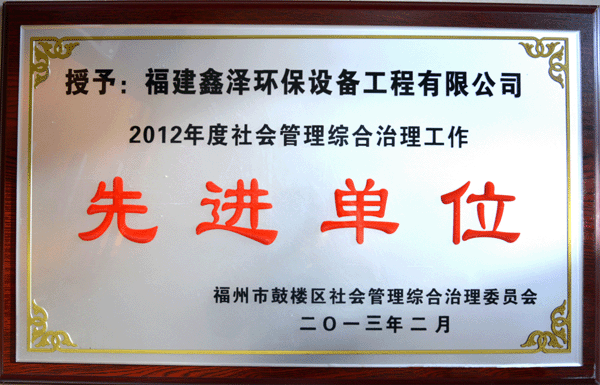 授予：福建鑫泽环保设备工程有限公司
2012年度社会管理综合治理工作
先进单位
福州市鼓楼区社会管理综合治理委员会
二〇一三年二月